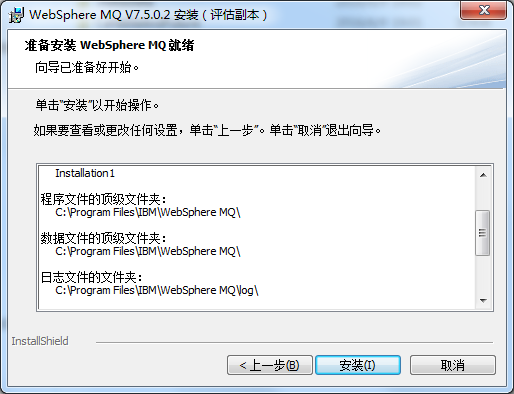 WebSphere MQ V7.5.0.2 安装（评估副本）
准备安装 WebSphere MQ 就绪
向导已准备好开始。
单击"安装"以开始操作。
如果要查看或更改任何设置，单击"上一步"。单击"取消"退出向导。
Installation1
程序文件的顶级文件夹：
C:\Program Files\IBM\WebSphere MQ\
数据文件的顶级文件夹：
C:\Program Files\IBM\WebSphere MQ\
日志文件的文件夹：
C:\Program Files\IBM\WebSphere MQ\log\
InstallShield
< 上一步(B)
安装(I)
取消